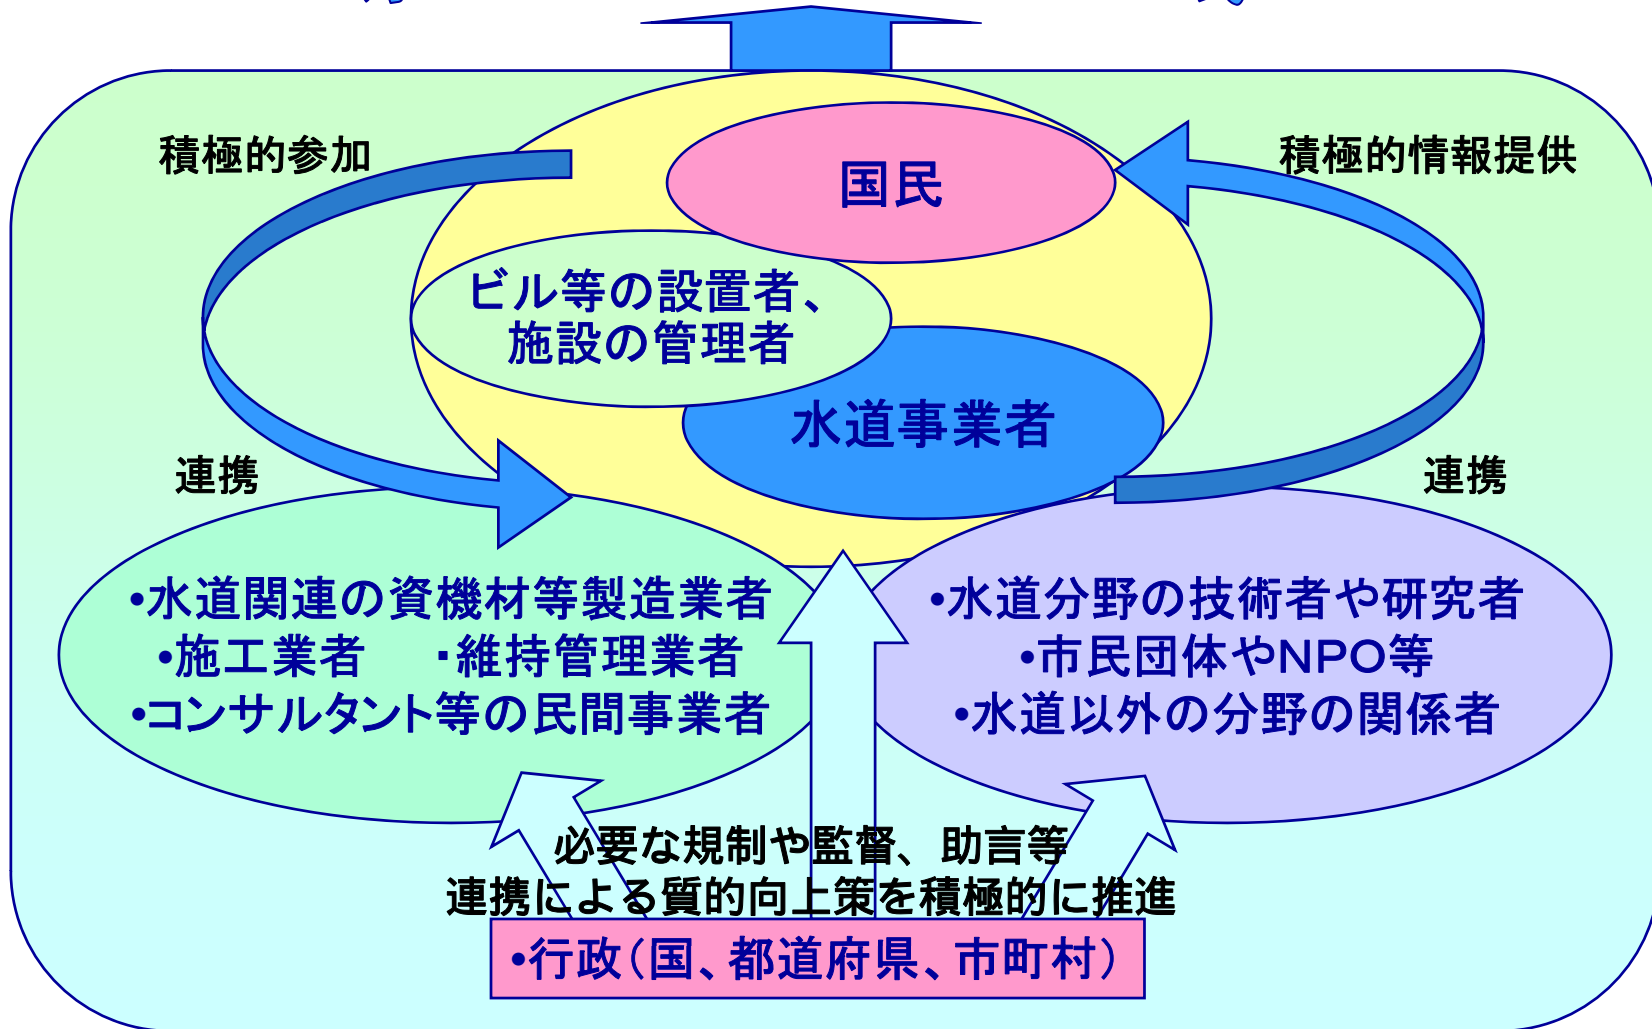 積極的参加
積極的情報提供
国民
ビル等の設置者、
施設の管理者
水道事業者
連携
連携
•水道関連の資機材等製造業者
•施工業者　・維持管理業者
•コンサルタント等の民間事業者
•水道分野の技術者や研究者
•市民団体やNPO等
•水道以外の分野の関係者
必要な規制や監督、助言等
連携による質的向上策を積極的に推進
•行政（国、都道府県、市町村）